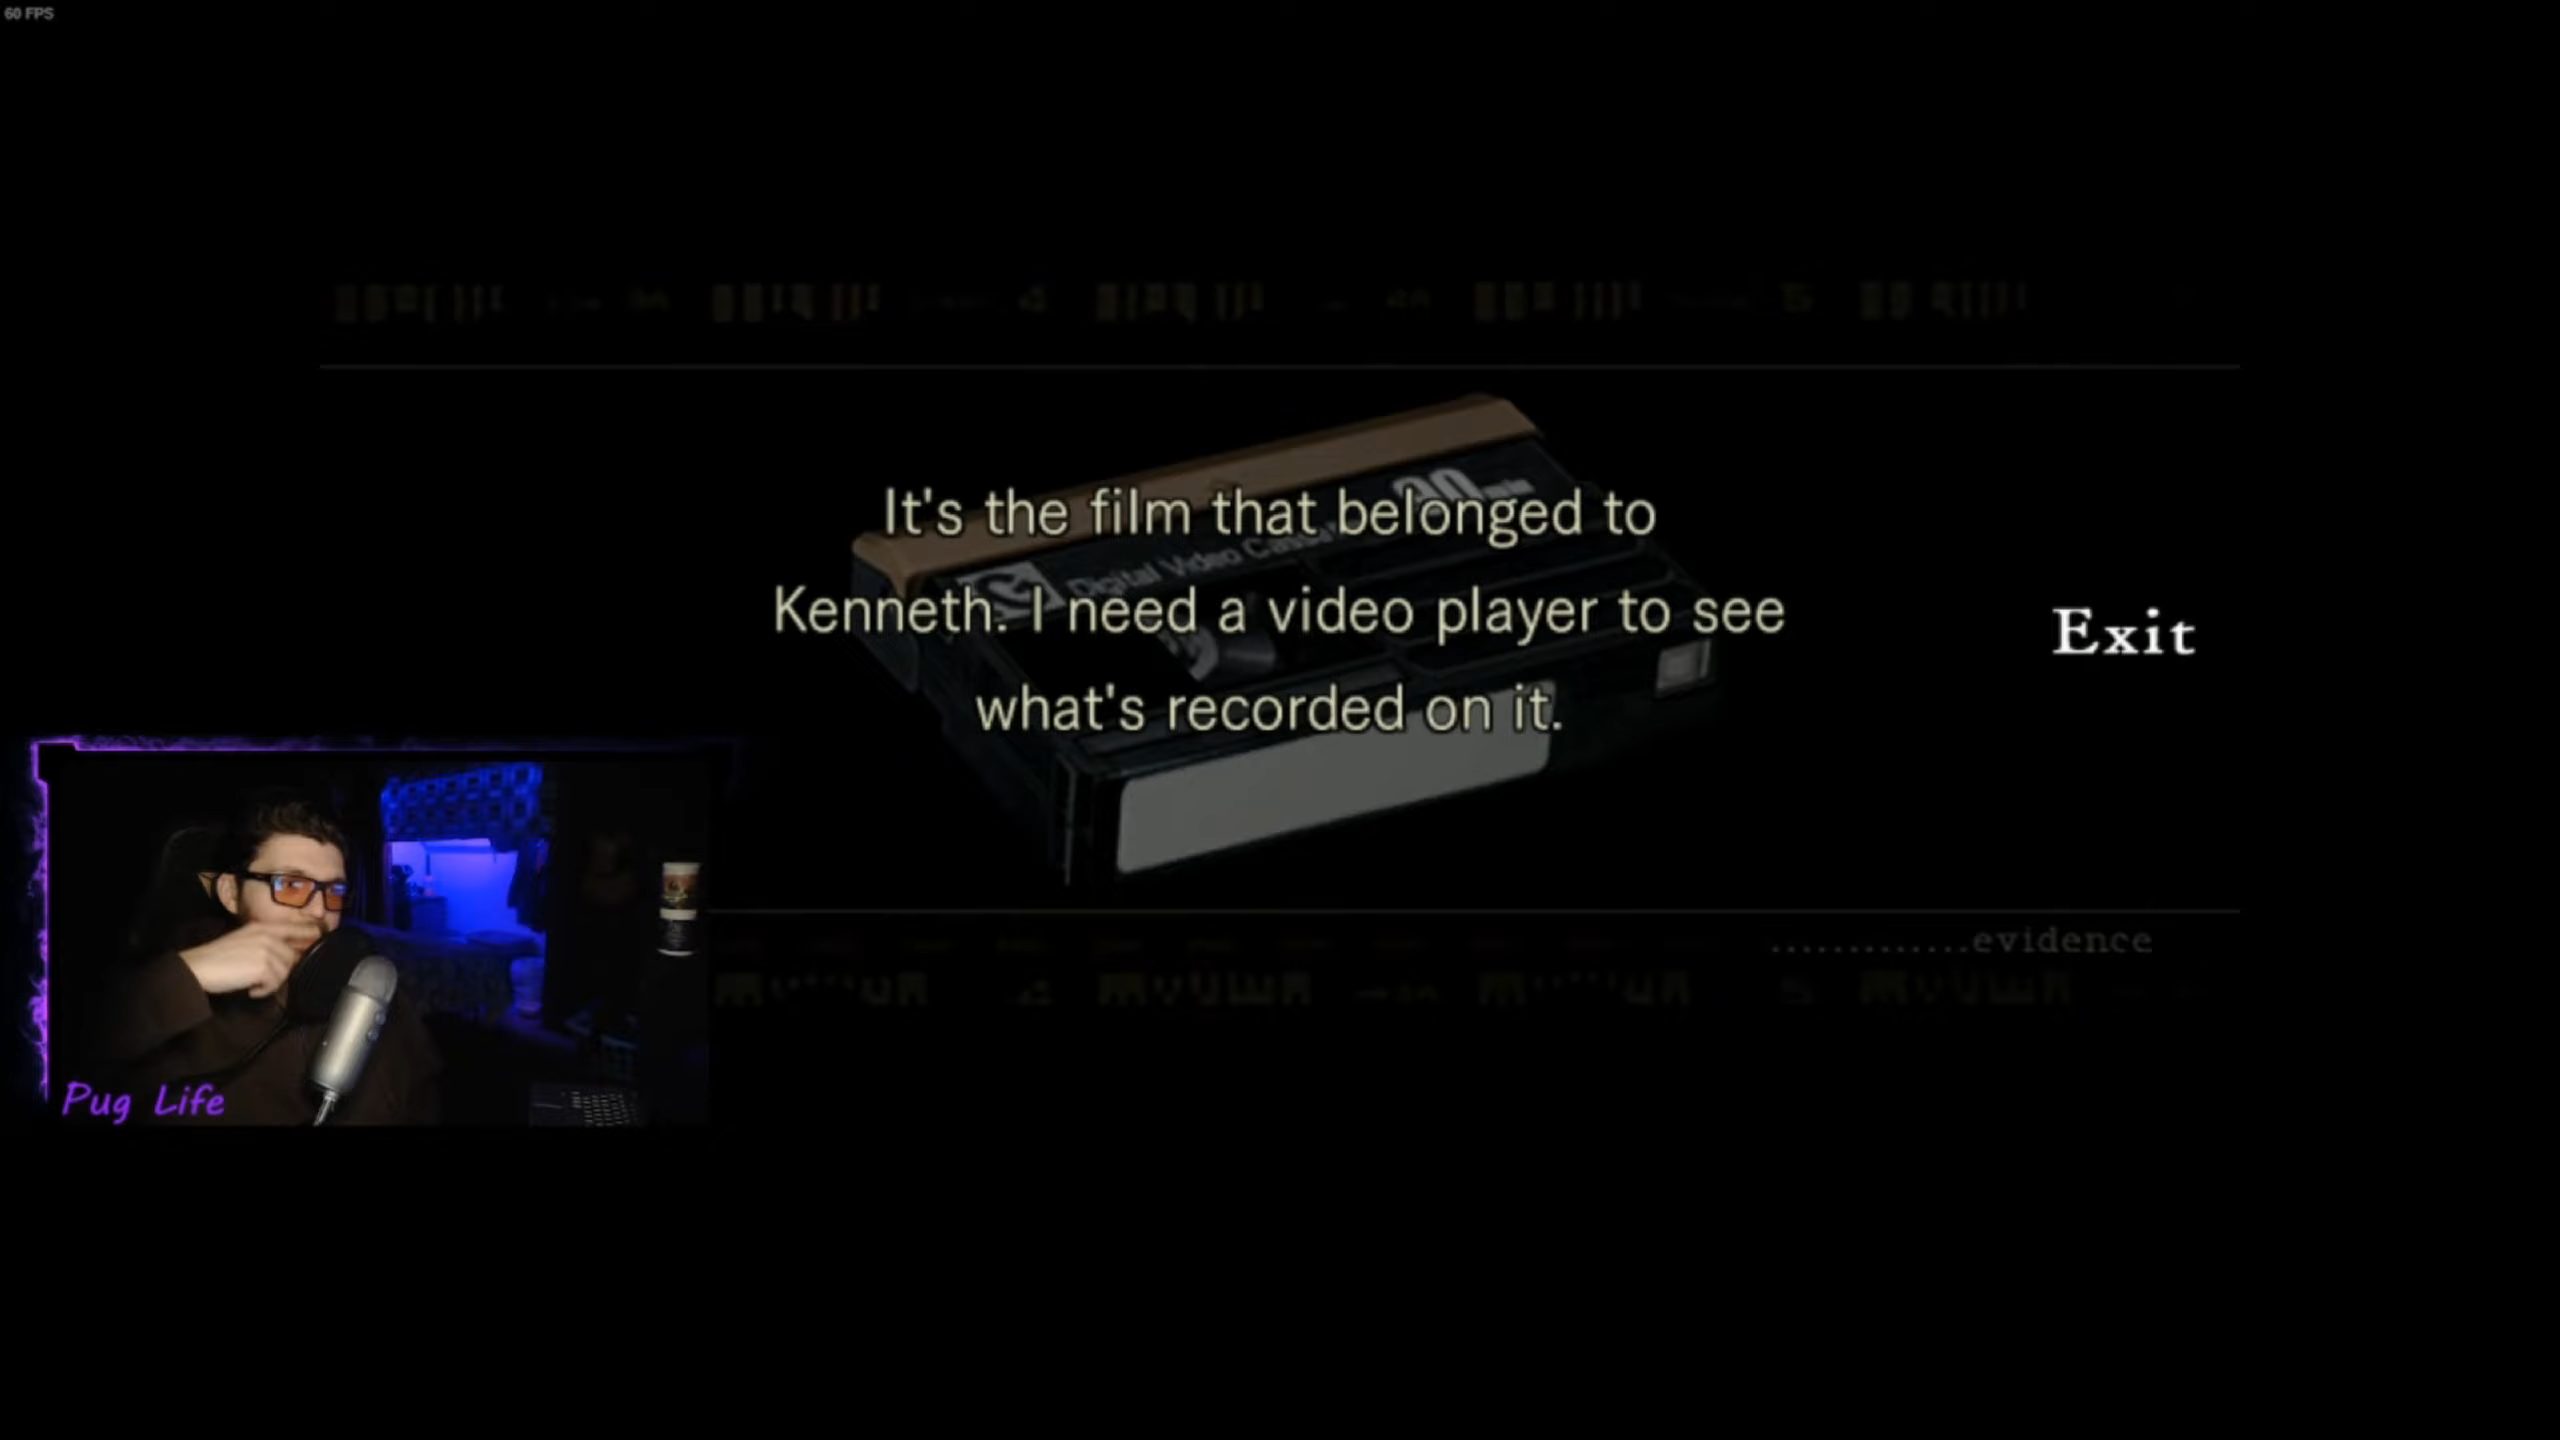 60 FPS
It's the film that belonged to
Kenneth. I need a video player to see
what's recorded on it.
Exit
Digital Video
.............evidence
Pug Life